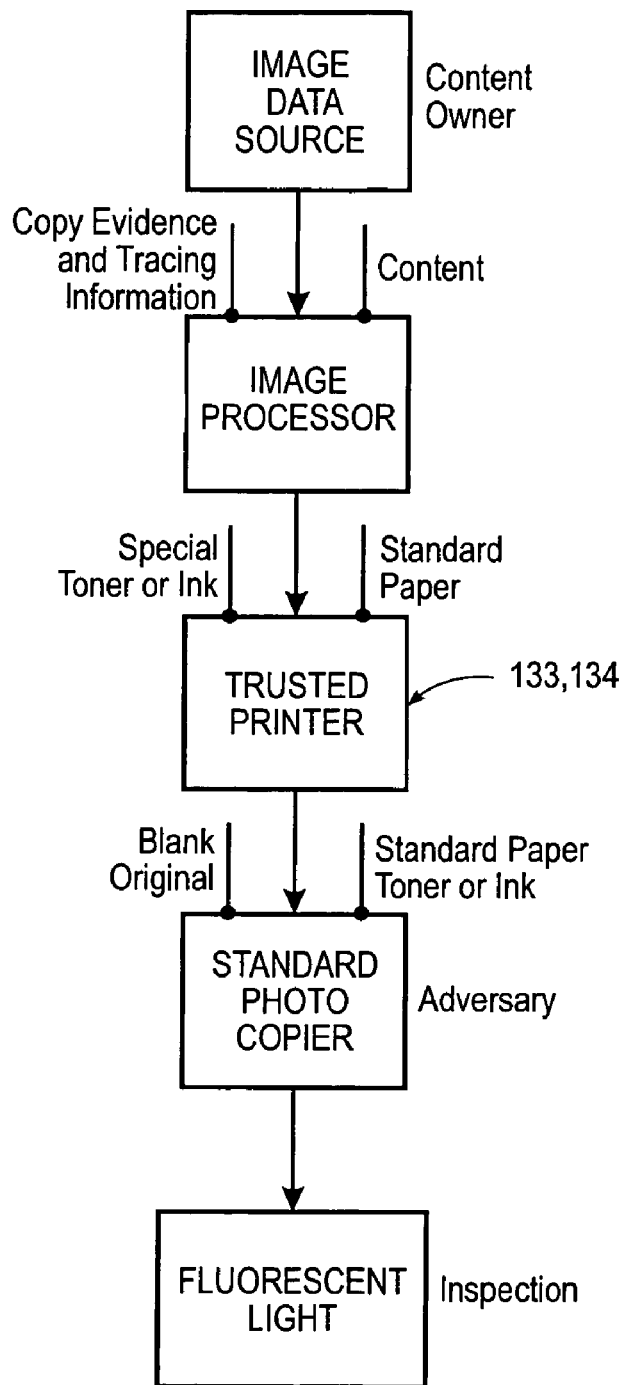 IMAGE
DATA
SOURCE
Content
Owner
Copy Evidence
and Tracing
Information
Content
IMAGE
PROCESSOR
Special
Toner or Ink
Standard
Paper
TRUSTED
PRINTER
133,134
Blank
Original
Standard Paper
Toner or Ink
STANDARD
PHOTO
COPIER
Adversary
FLUORESCENT
LIGHT
Inspection